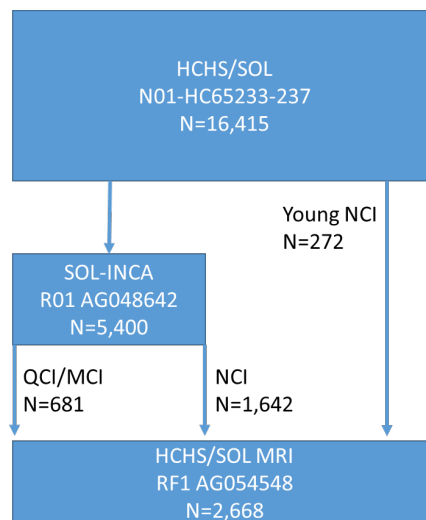 HCHS/SOL
N01-HC65233-237
N=16,415
Young NCI
N=272
SOL-INCA
R01 AG048642
N=5,400
QCI/MCI
N=681
NCI
N=1,642
HCHS/SOL MRI
RF1 AG054548
N=2,668